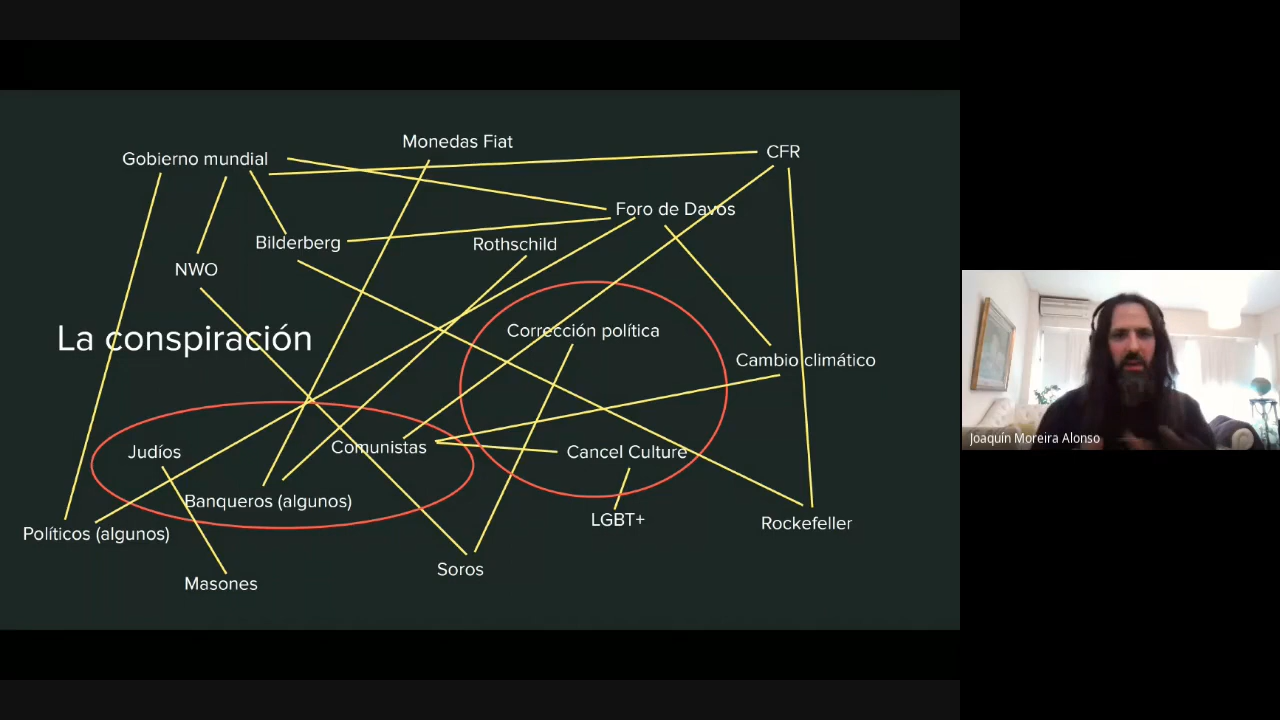 Monedas Fiat
Gobierno mundial
CFR
Foro de Davos
Bilderberg
Rothschild
NWO
Corrección política
La conspiración
Cambio climático
Judíos
Comunistas
Cancel Culture
Banqueros (algunos)
LGBT+
Rockefeller
Políticos (algunos)
Soros
Masones
Joaquín Moreira Alonso